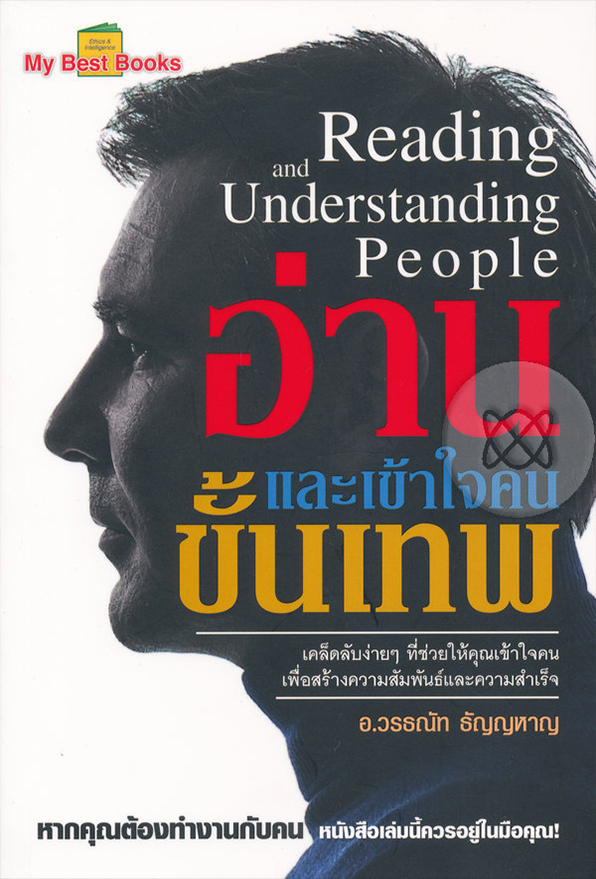 Ethics &
Intelligence
My Best Books
Reading
and
Understanding
People
อ่าน
และเข้าใจคน
ขั้นเทพ
เคล็ดลับง่ายๆ ที่ช่วยให้คุณเข้าใจคน
เพื่อสร้างความสัมพันธ์และความสำเร็จ
อ.วรธณัท ธัญญหาญ
หากคุณต้องทำงานกับคน หนังสือเล่มนี้ควรอยู่ในมือคุณ!